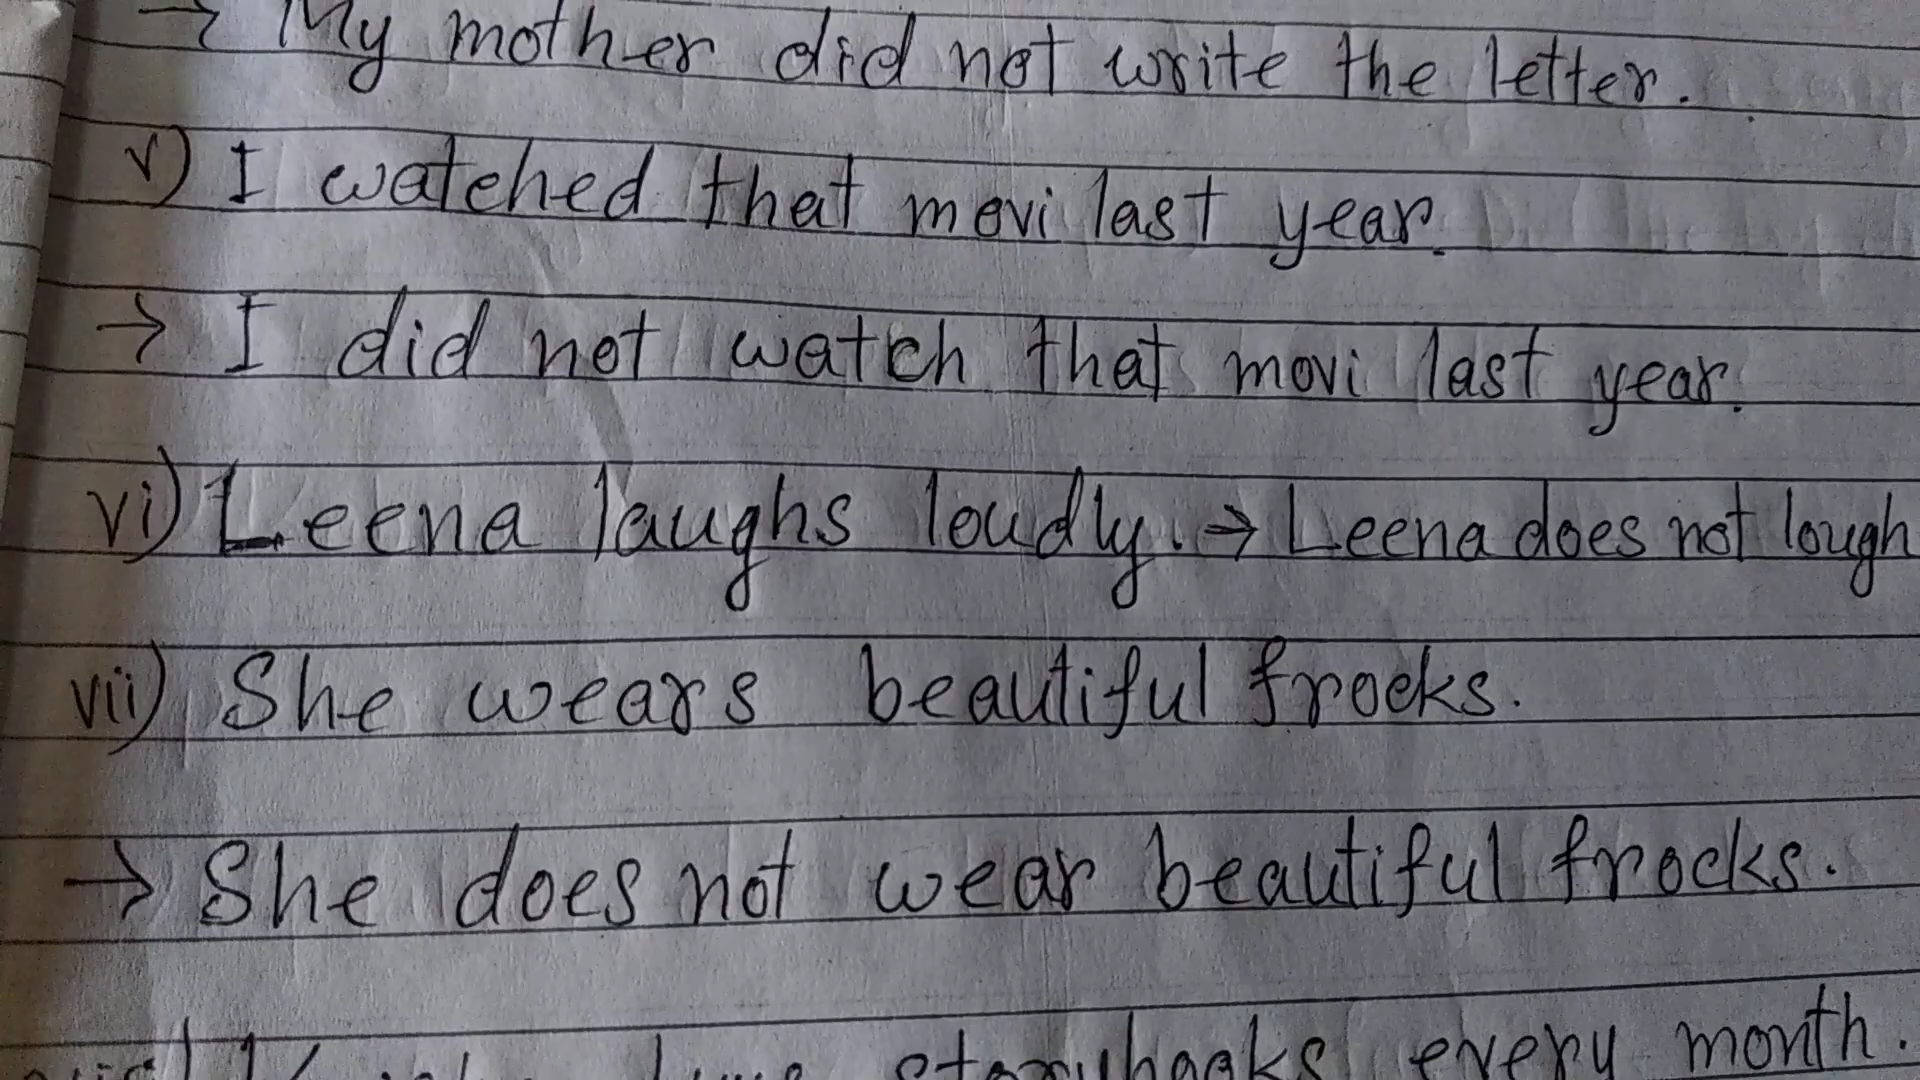 → My mother did not write the letter.
v) I watched that movi last year.
→ I did not watch that movi last year.
vi) Leena laughs loudly. → Leena does not lough
vii) She wears beautiful frocks.
→ She does not wear beautiful frocks.
storybooks every month.